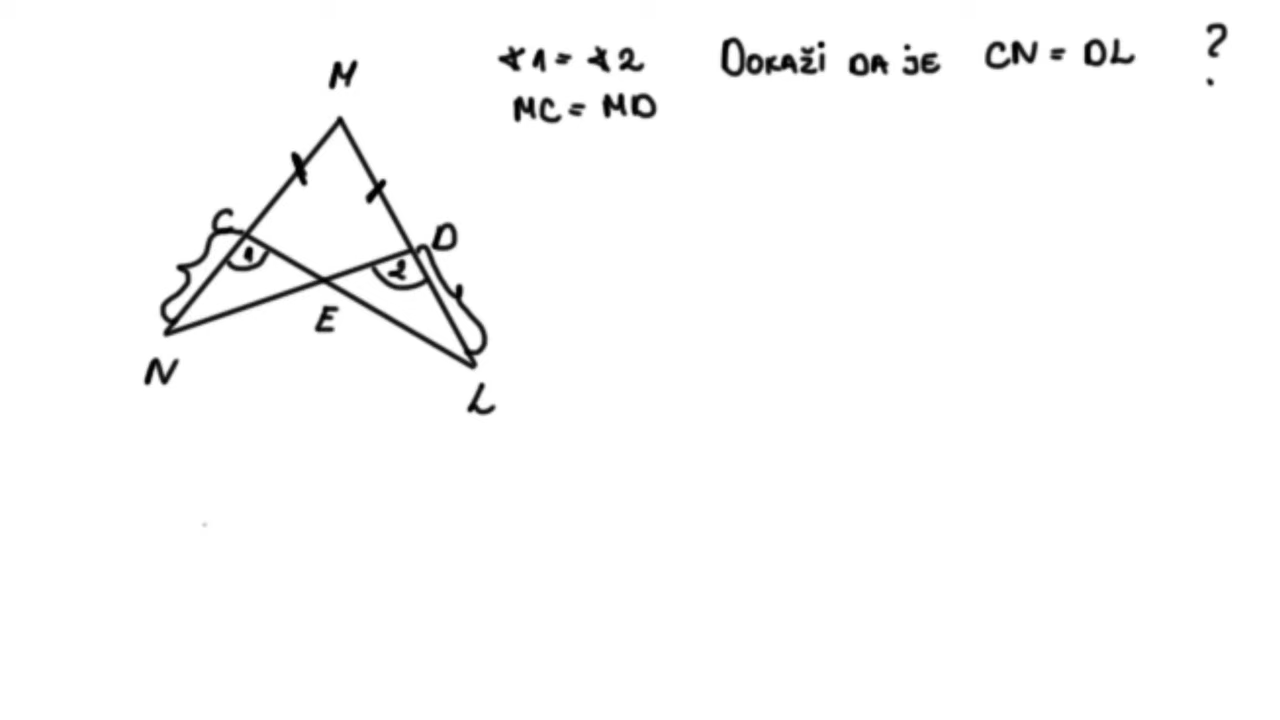 ∢1 = ∢2 Dokaži da je CN = DL ?
MC = MD
M
C
D
1
2
E
N
L